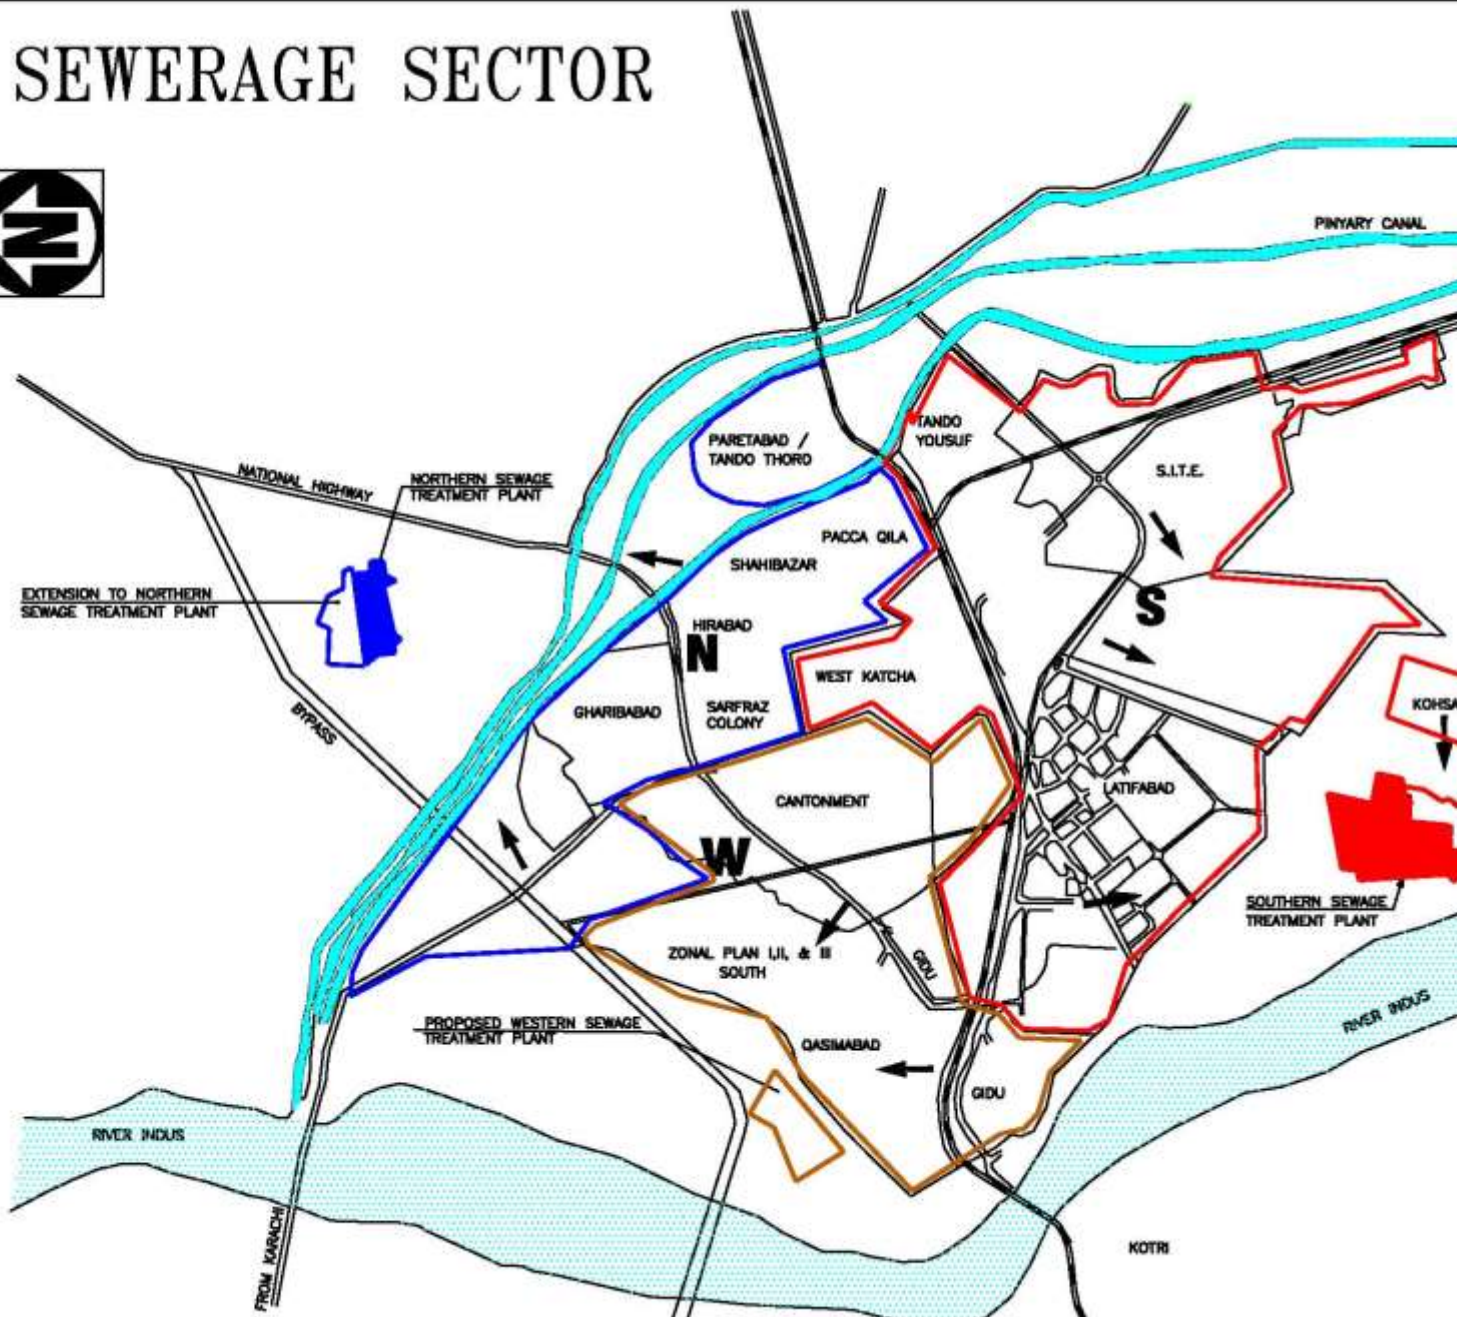 SEWERAGE SECTOR
N
PINYARY CANAL
NATIONAL HIGHWAY
NORTHERN SEWAGE
TREATMENT PLANT
PARETABAD /
TANDO THORO
TANDO
YOUSUF
S.I.T.E.
PACCA QILA
SHAHIBAZAR
EXTENSION TO NORTHERN
SEWAGE TREATMENT PLANT
HIRABAD
N
S
WEST KATCHA
GHARIBABAD
SARFRAZ
COLONY
KOHSA
BYPASS
CANTONMENT
LATIFABAD
W
SOUTHERN SEWAGE
TREATMENT PLANT
ZONAL PLAN I,II, & III
SOUTH
GIDU
PROPOSED WESTERN SEWAGE
TREATMENT PLANT
QASIMABAD
RIVER INDUS
GIDU
RIVER INDUS
FROM KARACHI
KOTRI